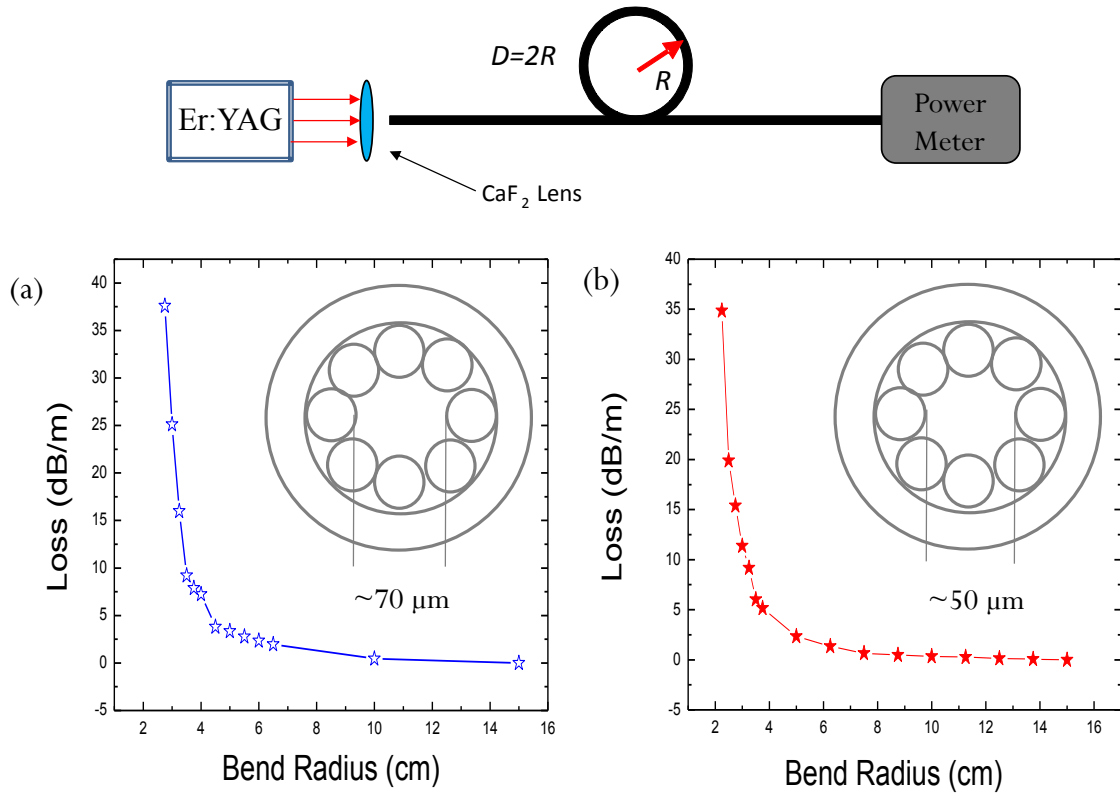 D=2R
R
Er:YAG
Power
Meter
CaF₂ Lens
(a)
Loss (dB/m)
40
35
30
25
20
15
10
5
0
-5
2 4 6 8 10 12 14 16
Bend Radius (cm)
~70 µm
(b)
Loss (dB/m)
40
35
30
25
20
15
10
5
0
-5
2 4 6 8 10 12 14 16
Bend Radius (cm)
~50 µm